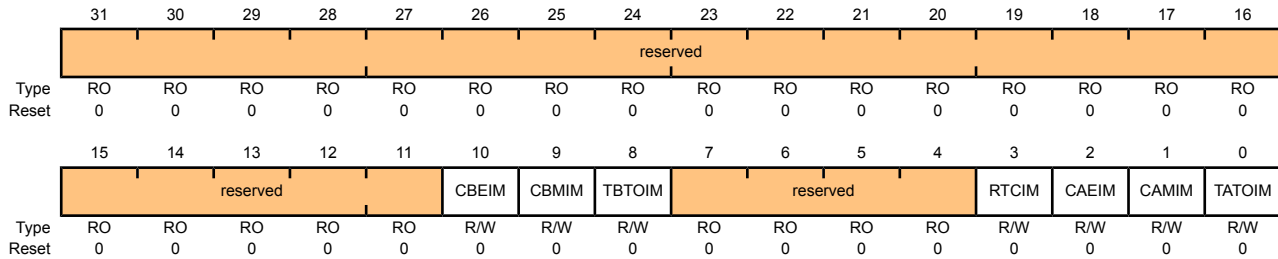 31 30 29 28 27 26 25 24 23 22 21 20 19 18 17 16
reserved
Type RO RO RO RO RO RO RO RO RO RO RO RO RO RO RO RO
Reset 0 0 0 0 0 0 0 0 0 0 0 0 0 0 0 0
15 14 13 12 11 10 9 8 7 6 5 4 3 2 1 0
reserved CBEIM CBMIM TBTOIM reserved RTCIM CAEIM CAMIM TATOIM
Type RO RO RO RO RO R/W R/W R/W RO RO RO RO R/W R/W R/W R/W
Reset 0 0 0 0 0 0 0 0 0 0 0 0 0 0 0 0